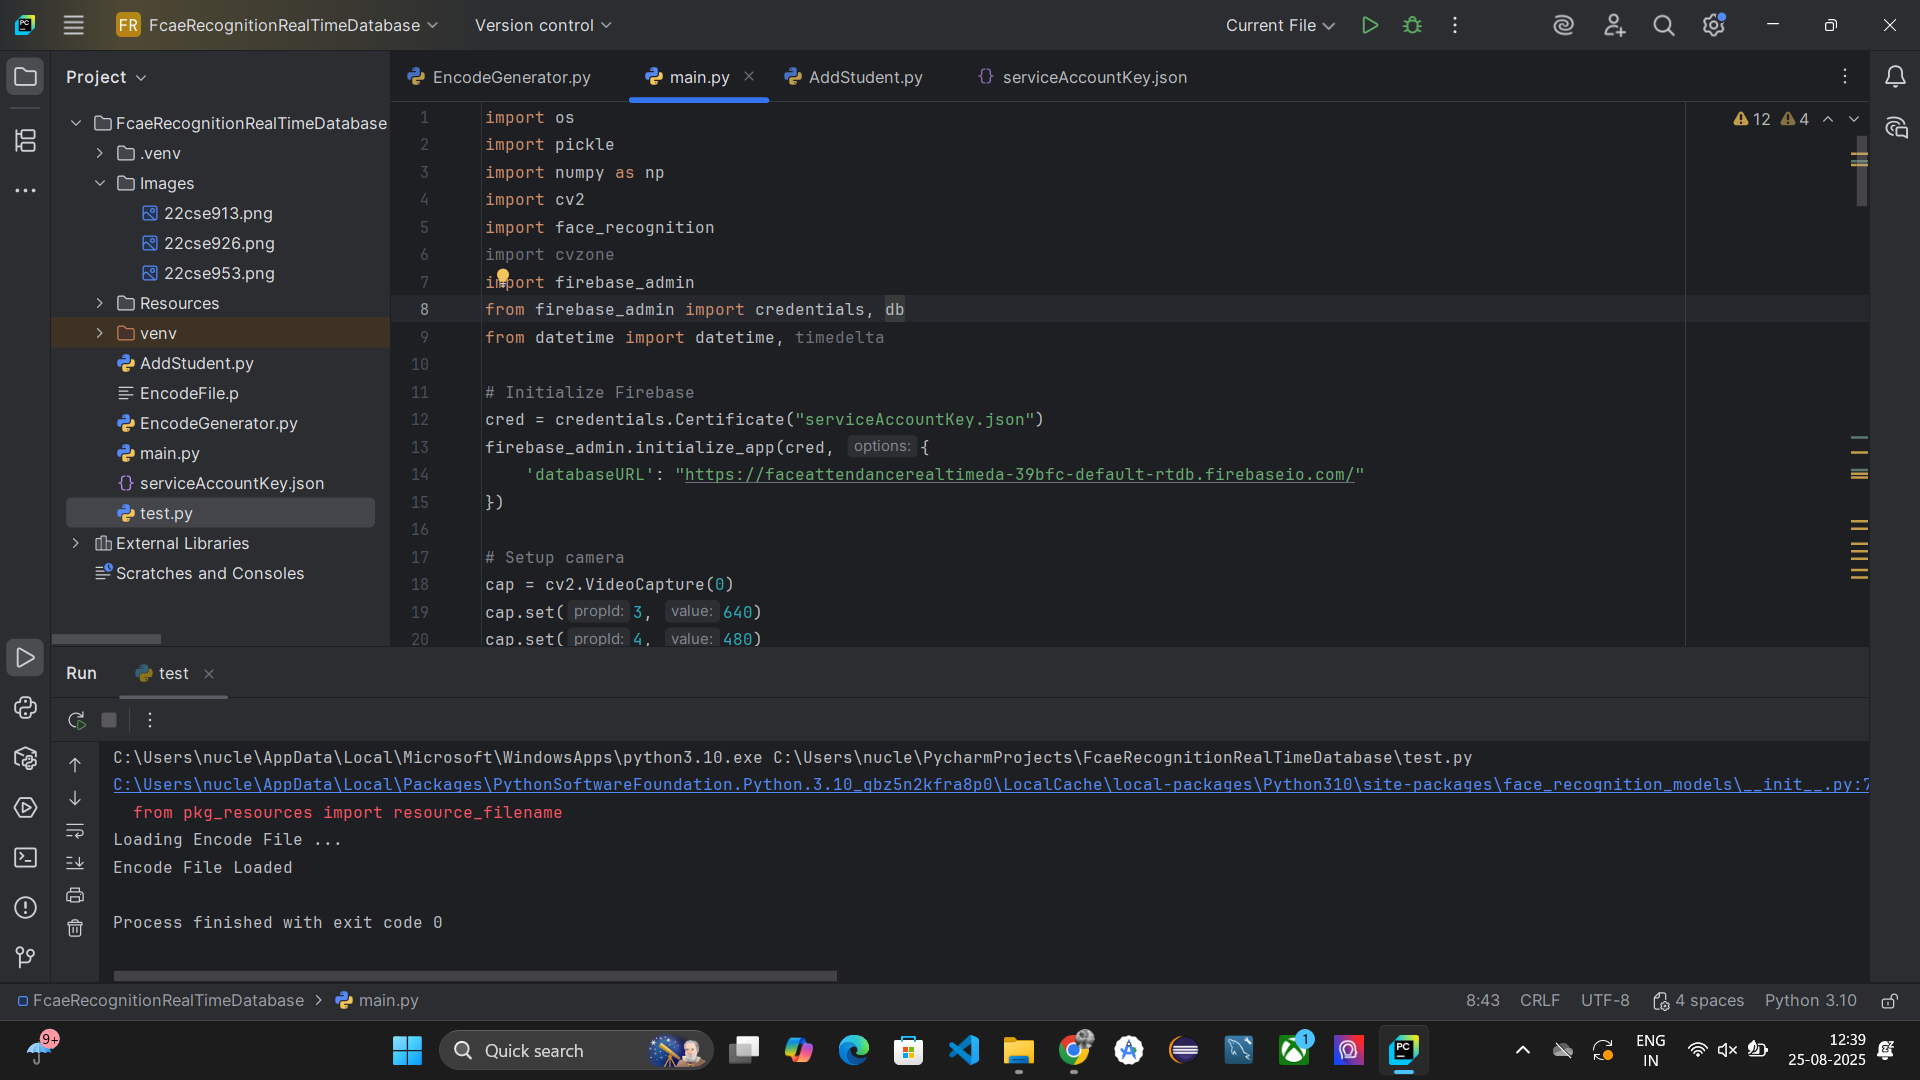 FR FcaeRecognitionRealTimeDatabase Version control Current File
Project
EncodeGenerator.py main.py AddStudent.py {} serviceAccountKey.json
FcaeRecognitionRealTimeDatabase
.venv
Images
22cse913.png
22cse926.png
22cse953.png
Resources
venv
AddStudent.py
EncodeFile.p
EncodeGenerator.py
main.py
{} serviceAccountKey.json
test.py
External Libraries
Scratches and Consoles
12 4
1 import os
2 import pickle
3 import numpy as np
4 import cv2
5 import face_recognition
6 import cvzone
7 import firebase_admin
8 from firebase_admin import credentials, db
9 from datetime import datetime, timedelta
10
11 # Initialize Firebase
12 cred = credentials.Certificate("serviceAccountKey.json")
13 firebase_admin.initialize_app(cred, options: {
14 'databaseURL': "https://faceattendancerealtimeda-39bfc-default-rtdb.firebaseio.com/"
15 })
16
17 # Setup camera
18 cap = cv2.VideoCapture(0)
19 cap.set( propId: 3, value: 640)
20 cap.set( propId: 4, value: 480)
Run test
C:\Users\nucle\AppData\Local\Microsoft\WindowsApps\python3.10.exe C:\Users\nucle\PycharmProjects\FcaeRecognitionRealTimeDatabase\test.py
C:\Users\nucle\AppData\Local\Packages\PythonSoftwareFoundation.Python.3.10_qbz5n2kfra8p0\LocalCache\local-packages\Python310\site-packages\face_recognition_models\__init__.py:7
from pkg_resources import resource_filename
Loading Encode File ...
Encode File Loaded
Process finished with exit code 0
FcaeRecognitionRealTimeDatabase > main.py 8:43 CRLF UTF-8 4 spaces Python 3.10
9+ Quick search 1 PC ENG 12:39
IN 25-08-2025